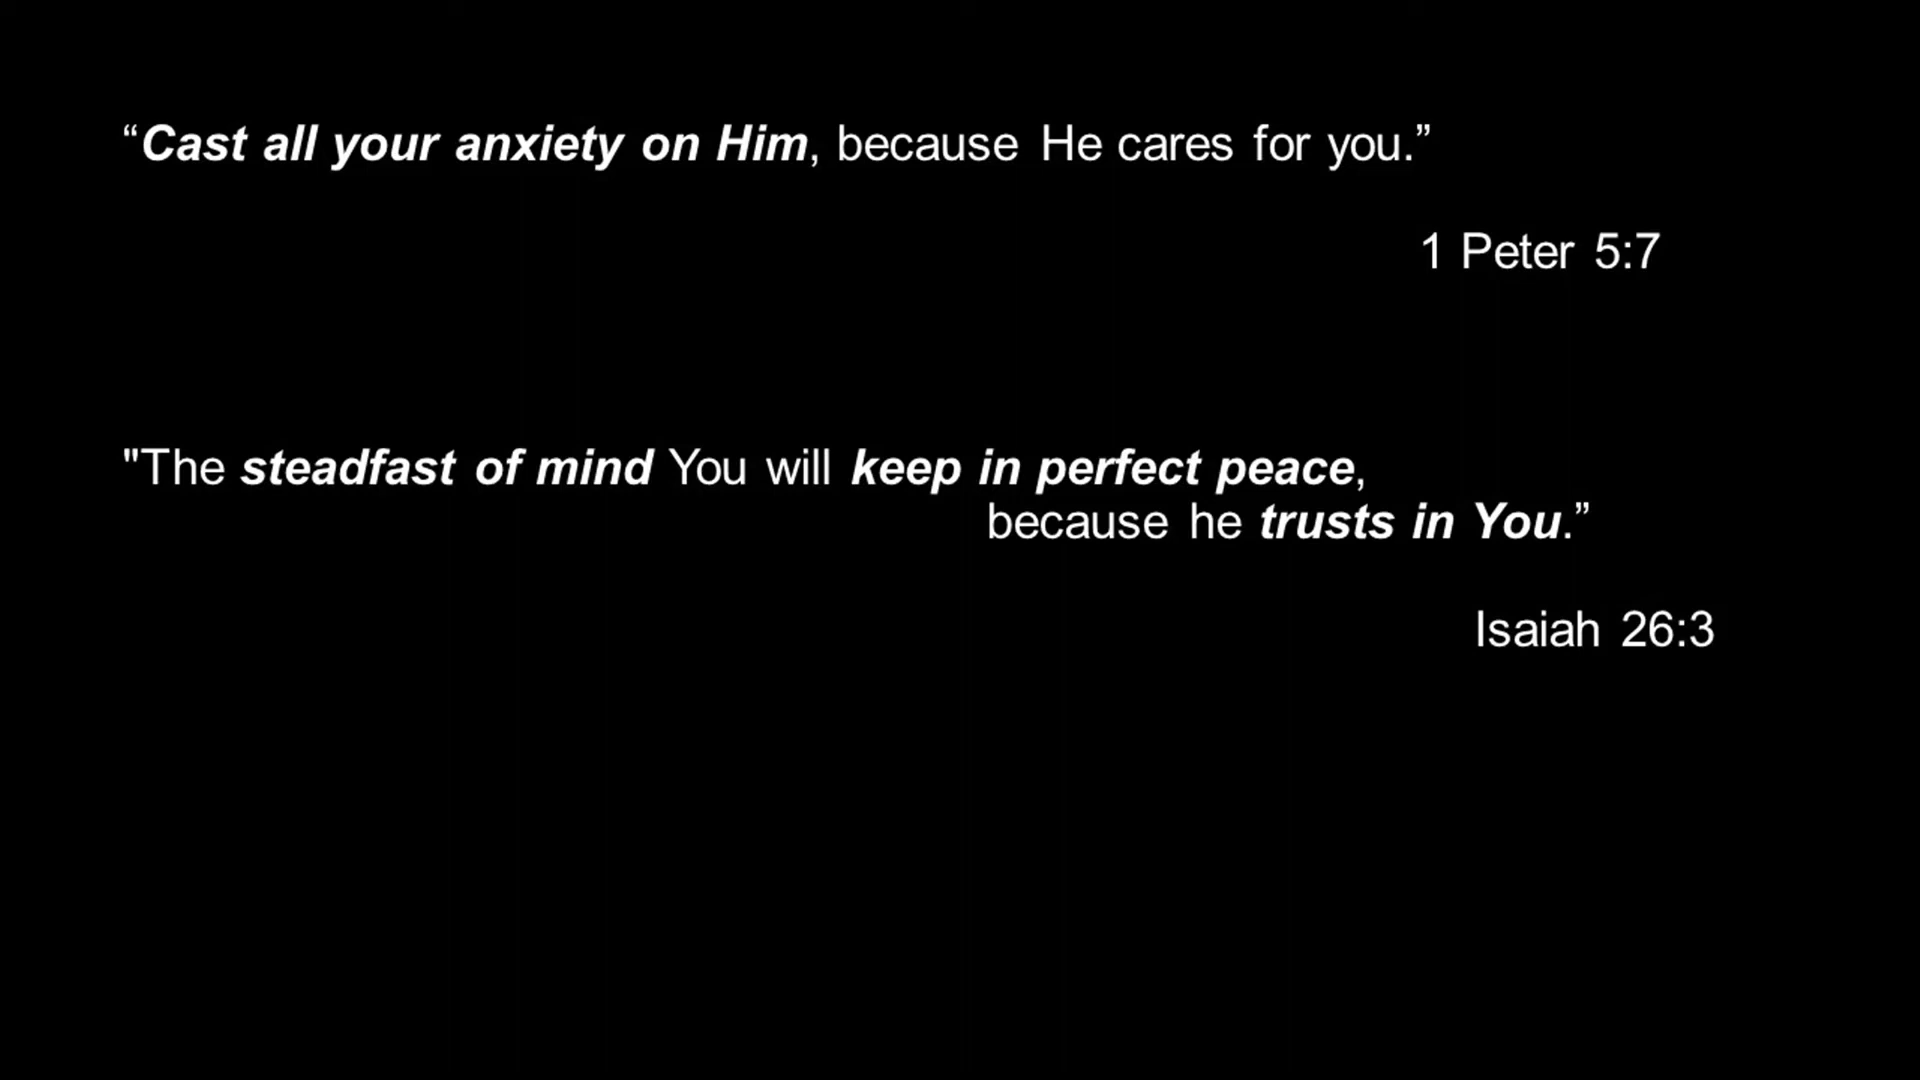 “Cast all your anxiety on Him, because He cares for you.”
1 Peter 5:7
"The steadfast of mind You will keep in perfect peace,
because he trusts in You.”
Isaiah 26:3